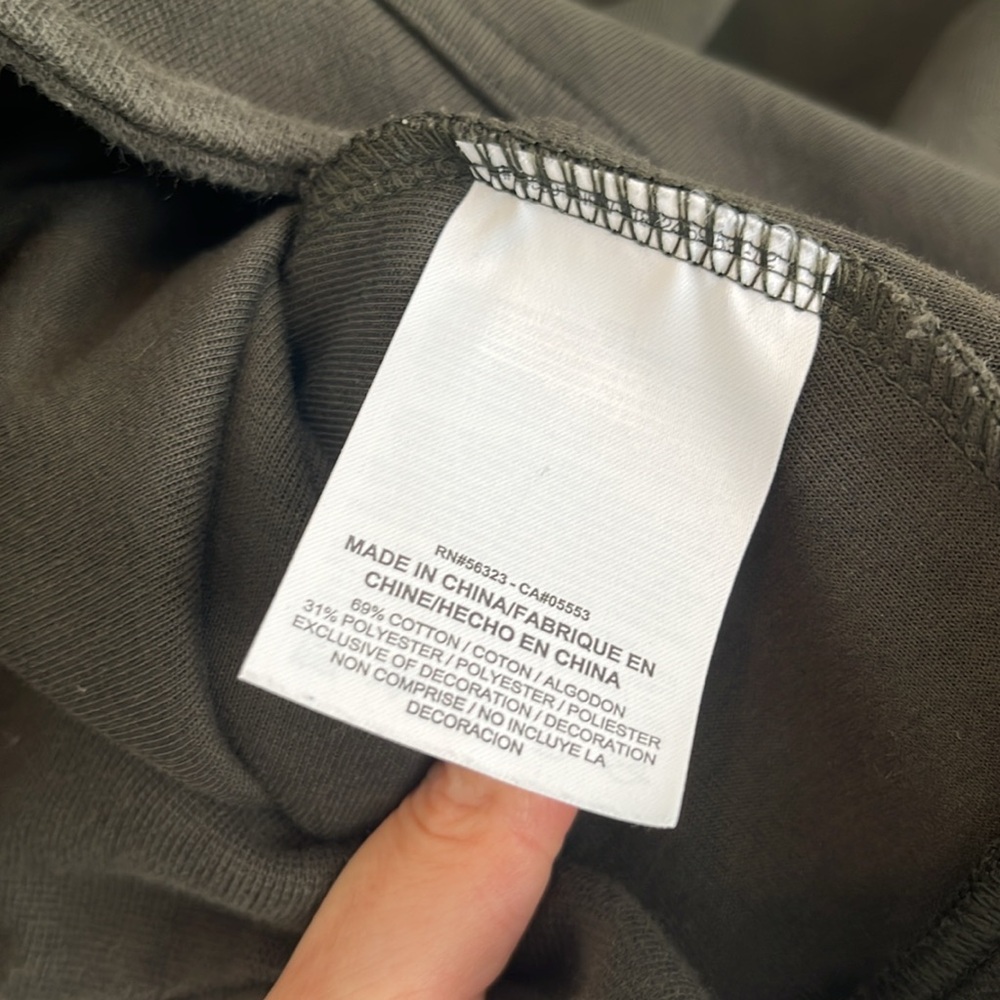 RN#56323 - CA#05553
MADE IN CHINA/FABRIQUE EN
CHINE/HECHO EN CHINA
69% COTTON / COTON / ALGODON
31% POLYESTER / POLYESTER / POLIESTER
EXCLUSIVE OF DECORATION / DECORATION
NON COMPRISE / NO INCLUYE LA
DECORACION